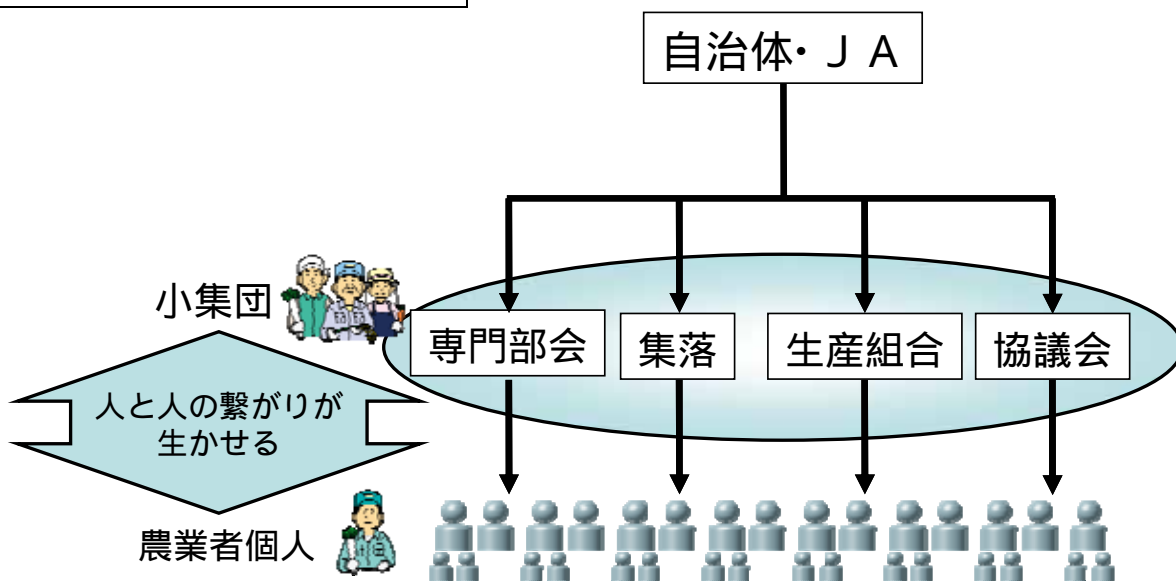 自治体・ＪＡ
小集団
専門部会
集落
生産組合
協議会
人と人の繋がりが
生かせる
農業者個人